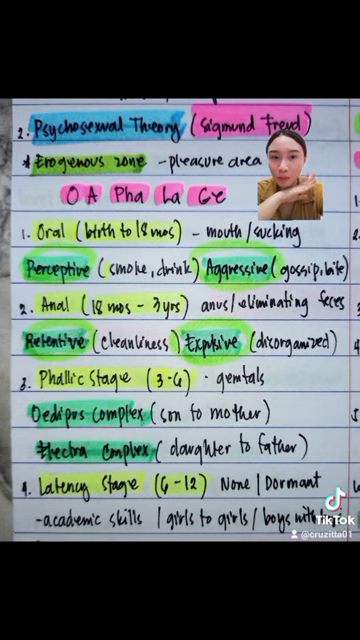 2. Psychosexual Theory (Sigmund Freud)
* Erogenous zone - pleasure area
O A Pha La Ge
1. Oral (birth to 18 mos) - mouth/sucking
Perceptive (smoke, drink) Aggressive (gossip, bite)
2. Anal (18 mos - 3 yrs) anus/eliminating feces
Retentive (cleanliness) Explsive (disorganized)
3. Phallic Stage (3-6) - genitals
Oedipus Complex (son to mother)
Electra Complex (daughter to father)
4. Latency Stage (6-12) None/Dormant
-academic skills / girls to girls / boys with
TikTok
@cruzitta01